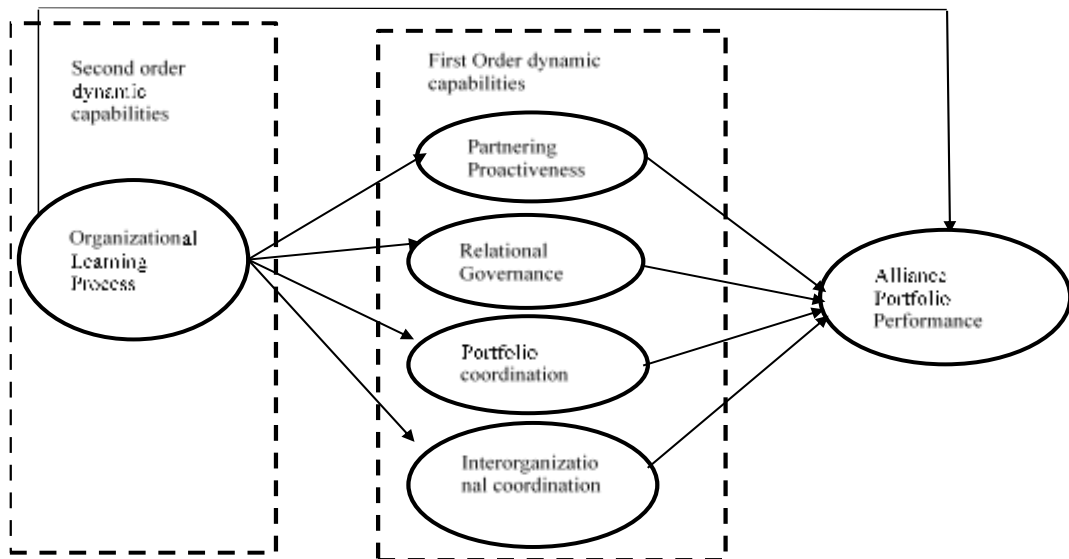 Second order
dynamic
capabilities
Organizational
Learning
Process
First Order dynamic
capabilities
Partnering
Proactiveness
Relational
Governance
Portfolio
coordination
Interorganizatio
nal coordination
Alliance
Portfolio
Performance